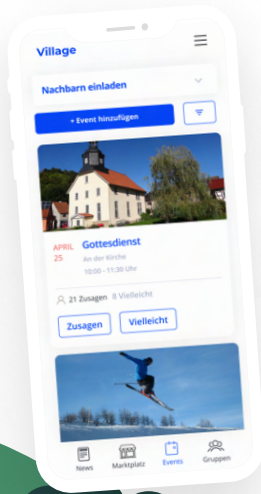 Village
Nachbarn einladen
+ Event hinzufügen
APRIL
25
Gottesdienst
An der Kirche
10:00 - 11:30 Uhr
21 Zusagen 8 Vielleicht
Zusagen Vielleicht
News Marktplatz Events Gruppen